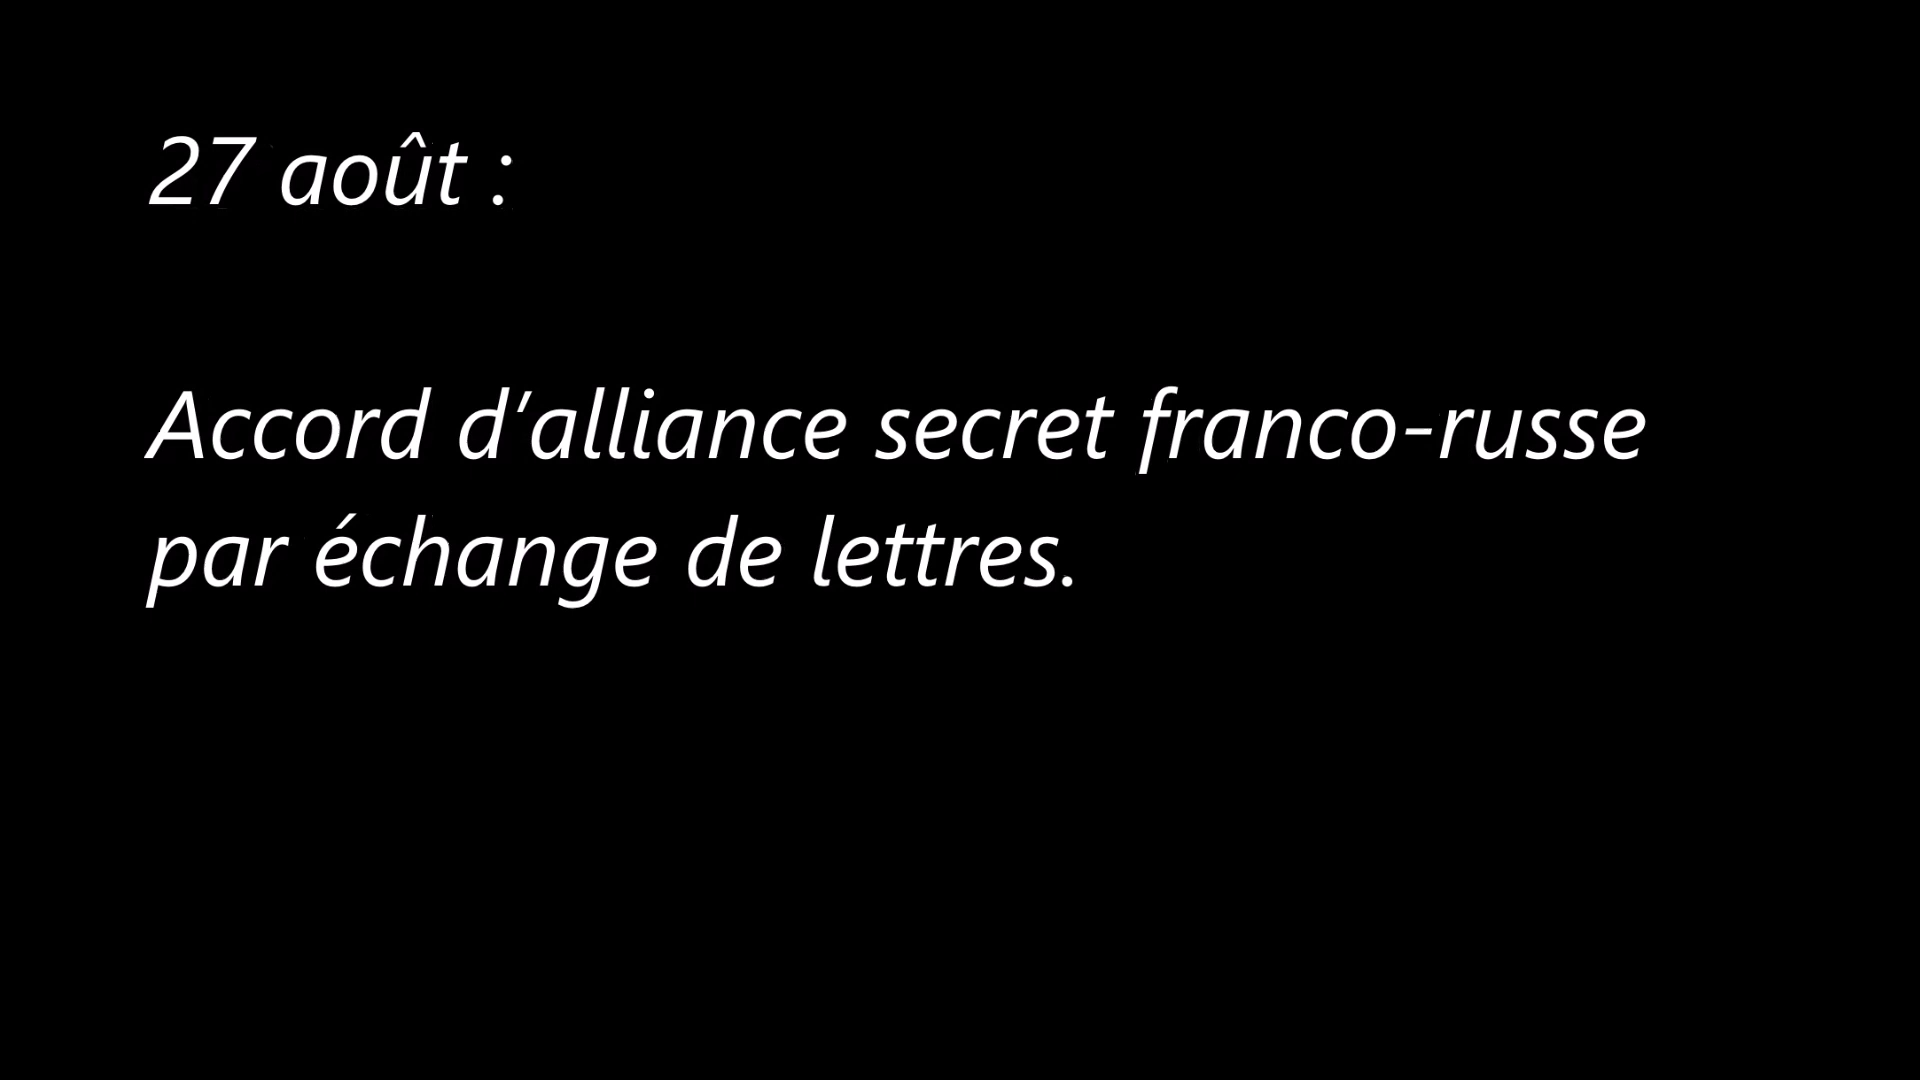 27 août :
Accord d’alliance secret franco-russe
par échange de lettres.